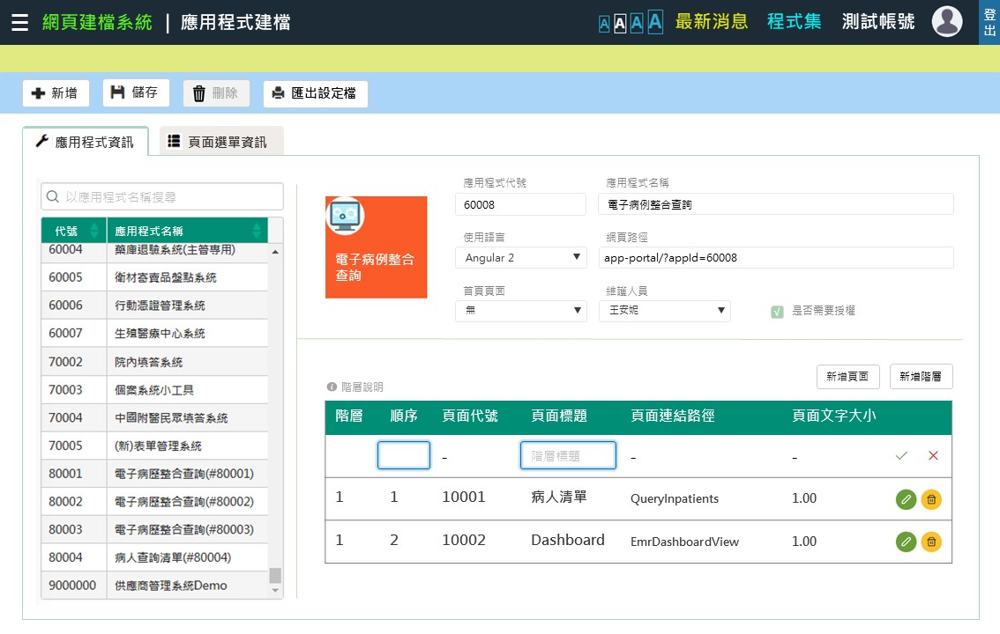 網頁建檔系統 | 應用程式建檔
A A A A 最新消息 程式集 測試帳號 登出
新增 儲存 刪除 匯出設定檔
應用程式資訊 頁面選單資訊
以應用程式名稱搜尋
代號 應用程式名稱
60004 藥庫退驗系統(主管專用)
60005 衛材寄賣品盤點系統
60006 行動憑證管理系統
60007 生殖醫療中心系統
70002 院內填答系統
70003 個案系統小工具
70004 中國附醫民眾填答系統
70005 (新)表單管理系統
80001 電子病歷整合查詢(#80001)
80002 電子病歷整合查詢(#80002)
80003 電子病歷整合查詢(#80003)
80004 病人查詢清單(#80004)
9000000 供應商管理系統Demo
電子病例整合
查詢
應用程式代號 應用程式名稱
60008 電子病例整合查詢
使用語言 網頁路徑
Angular 2 app-portal/?appId=60008
首頁頁面 維護人員
無 王安妮 是否需要授權
階層說明 新增頁面 新增階層
階層 順序 頁面代號 頁面標題 頁面連結路徑 頁面文字大小
- 階層標題 - -
1 1 10001 病人清單 QueryInpatients 1.00
1 2 10002 Dashboard EmrDashboardView 1.00